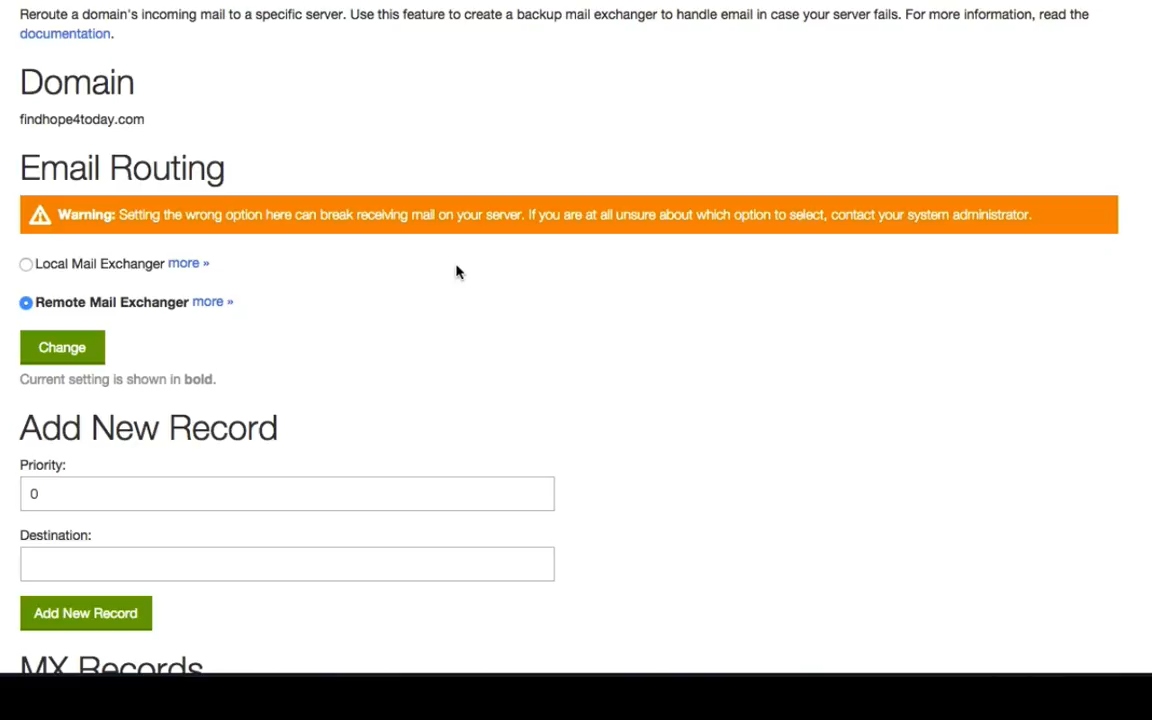 Reroute a domain's incoming mail to a specific server. Use this feature to create a backup mail exchanger to handle email in case your server fails. For more information, read the
documentation.
Domain
findhope4today.com
Email Routing
Warning: Setting the wrong option here can break receiving mail on your server. If you are at all unsure about which option to select, contact your system administrator.
Local Mail Exchanger more »
Remote Mail Exchanger more »
Change
Current setting is shown in bold.
Add New Record
Priority:
0
Destination:
Add New Record
MX Records